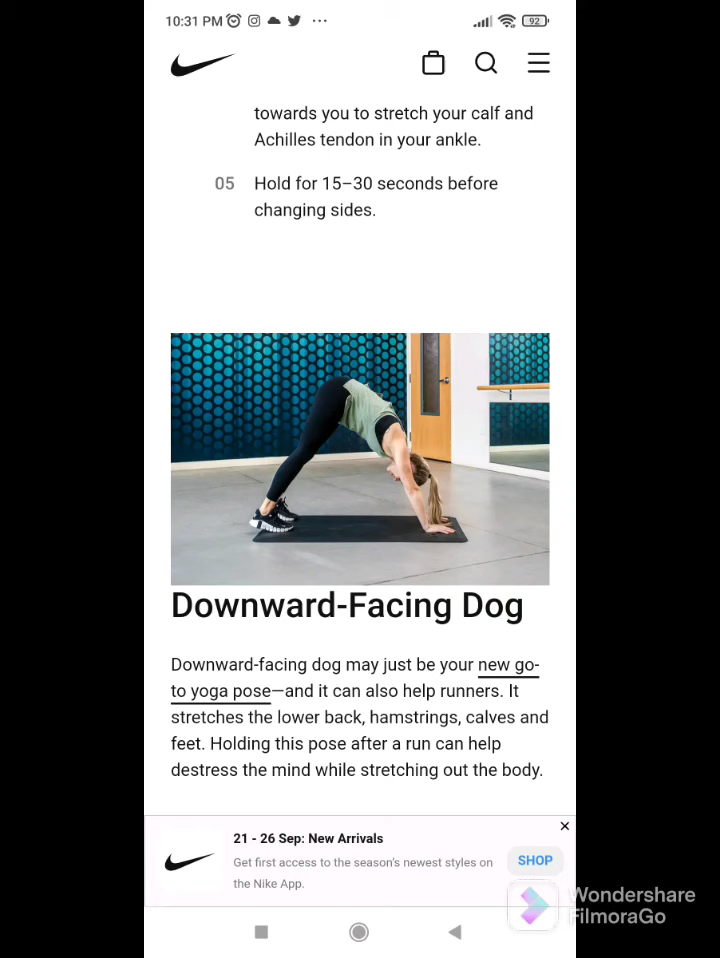 10:31 PM
92
towards you to stretch your calf and
Achilles tendon in your ankle.
05 Hold for 15–30 seconds before
changing sides.
Downward-Facing Dog
Downward-facing dog may just be your new go-
to yoga pose—and it can also help runners. It
stretches the lower back, hamstrings, calves and
feet. Holding this pose after a run can help
destress the mind while stretching out the body.
21 - 26 Sep: New Arrivals
Get first access to the season's newest styles on
the Nike App.
SHOP
Wondershare
FilmoraGo